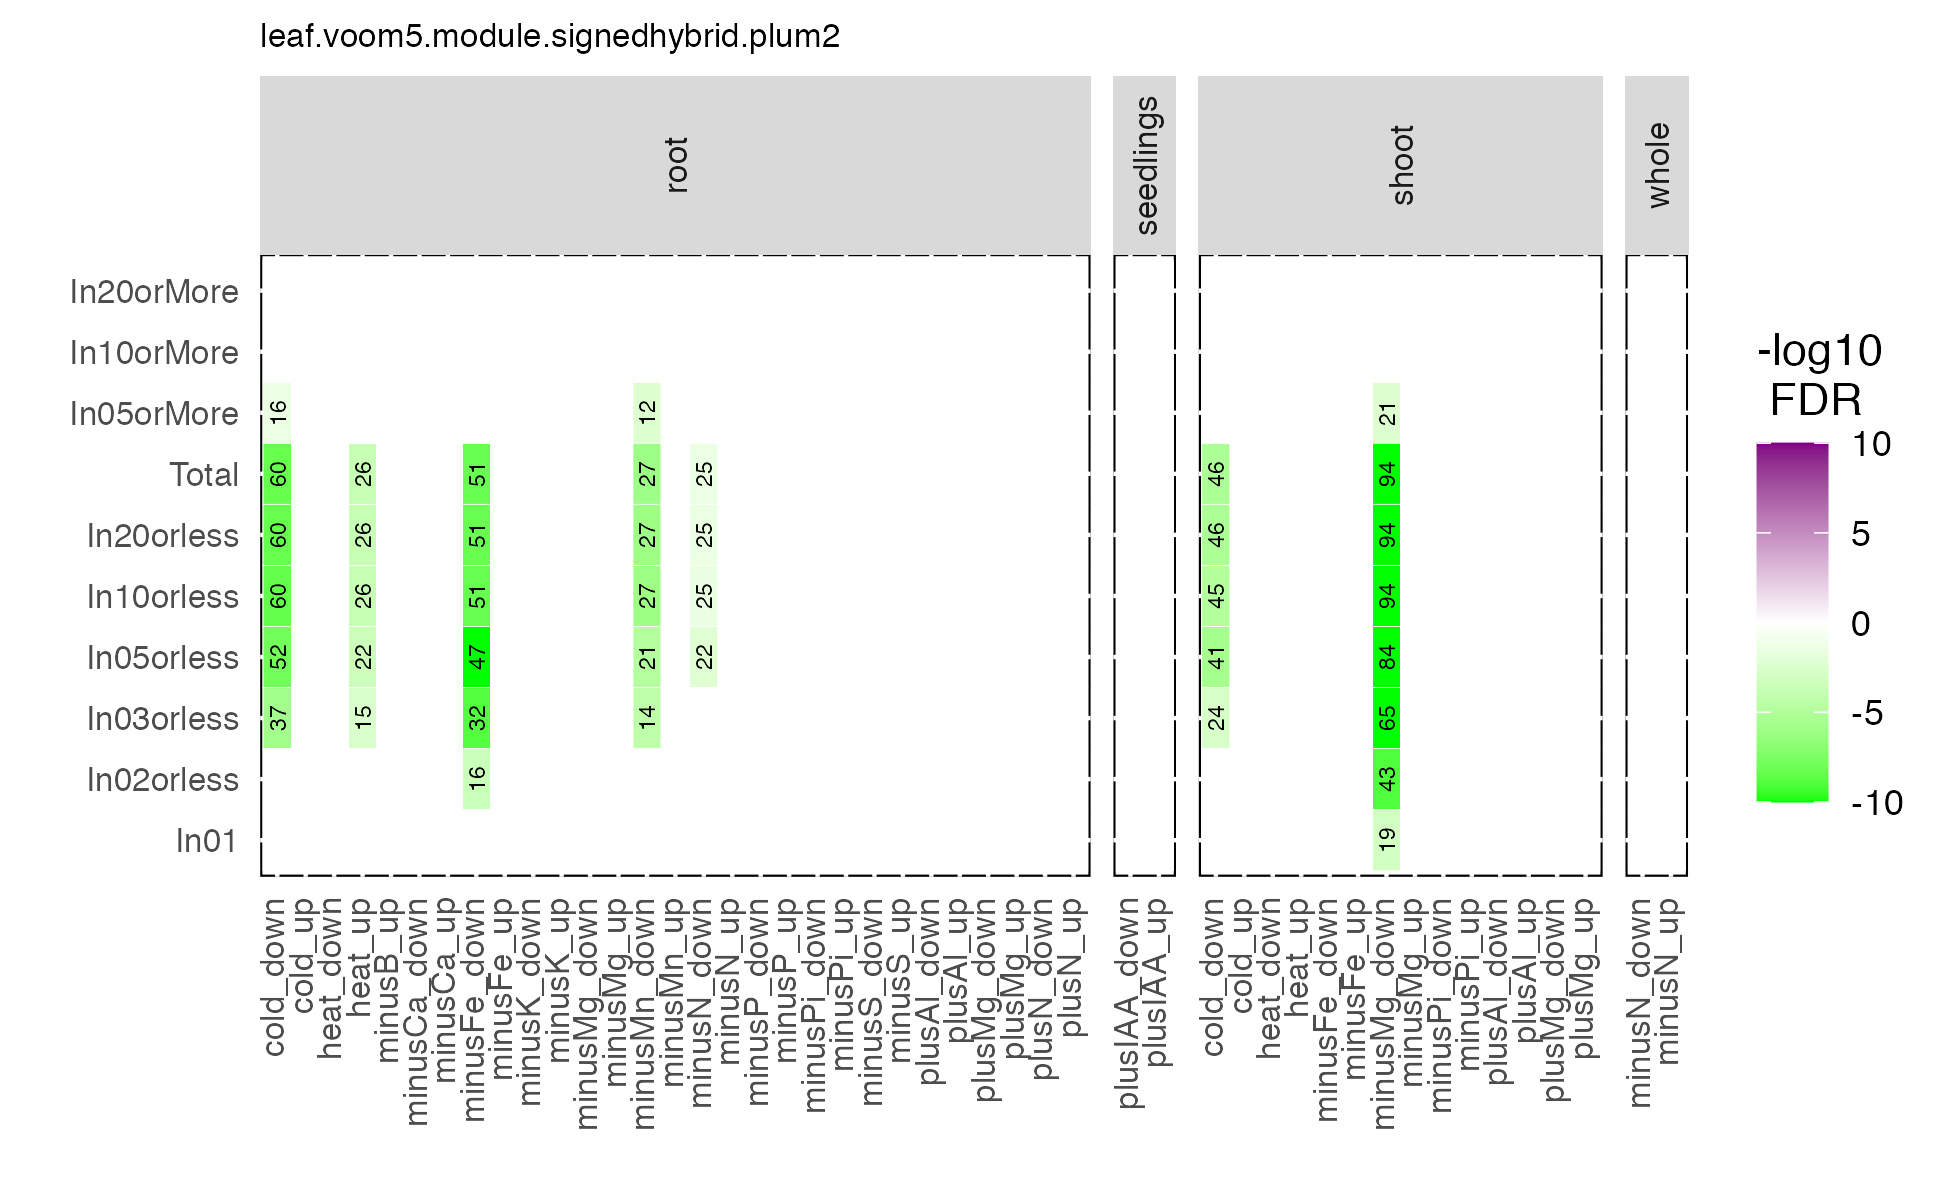 leaf.voom5.module.signedhybrid.plum2
root
seedlings
shoot
whole
In20orMore
In10orMore
In05orMore 16 12 21
Total 60 26 51 27 25 46 94
In20orless 60 26 51 27 25 46 94
In10orless 60 26 51 27 25 45 94
In05orless 52 22 47 21 22 41 84
In03orless 37 15 32 14 24 65
In02orless 16 43
In01 19
cold_down
cold_up
heat_down
heat_up
minusB_up
minusCa_down
minusCa_up
minusFe_down
minusFe_up
minusK_down
minusK_up
minusMg_down
minusMg_up
minusMn_down
minusMn_up
minusN_down
minusN_up
minusP_down
minusP_up
minusPi_down
minusPi_up
minusS_down
minusS_up
plusAl_down
plusAl_up
plusMg_down
plusMg_up
plusN_down
plusN_up
plusIAA_down
plusIAA_up
cold_down
cold_up
heat_down
heat_up
minusFe_down
minusFe_up
minusMg_down
minusMg_up
minusPi_down
minusPi_up
plusAl_down
plusAl_up
plusMg_down
plusMg_up
minusN_down
minusN_up
-log10
FDR
10
5
0
-5
-10